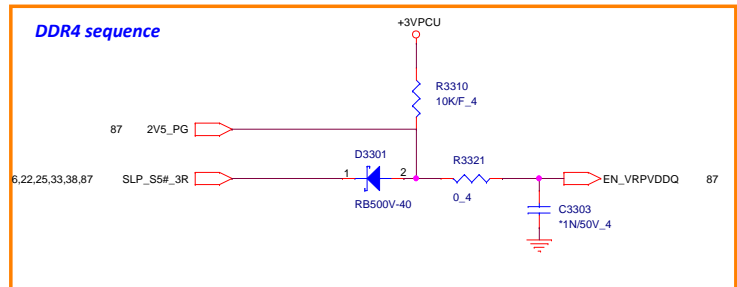 DDR4 sequence
+3VPCU
R3310
10K/F_4
87 2V5_PG
D3301
R3321
6,22,25,33,38,87 SLP_S5#_3R
1 2
EN_VRPVDDQ 87
0_4
RB500V-40
C3303
*1N/50V_4